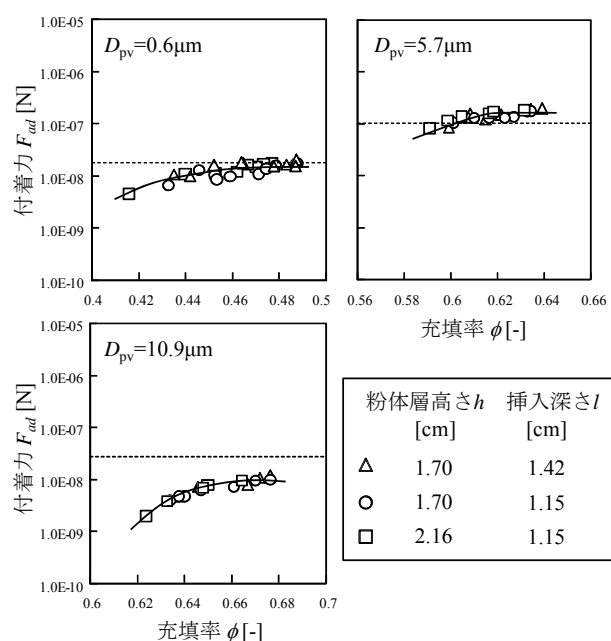 D_pv=0.6μm
付着力 F_ad [N]
1.0E-05
1.0E-06
1.0E-07
1.0E-08
1.0E-09
1.0E-10
0.4 0.42 0.44 0.46 0.48 0.5
D_pv=5.7μm
0.56 0.58 0.6 0.62 0.64 0.66
充填率 ϕ [-]
D_pv=10.9μm
付着力 F_ad [N]
1.0E-05
1.0E-06
1.0E-07
1.0E-08
1.0E-09
1.0E-10
0.6 0.62 0.64 0.66 0.68 0.7
充填率 ϕ [-]
粉体層高さh 挿入深さl
[cm] [cm]
1.70 1.42
1.70 1.15
2.16 1.15